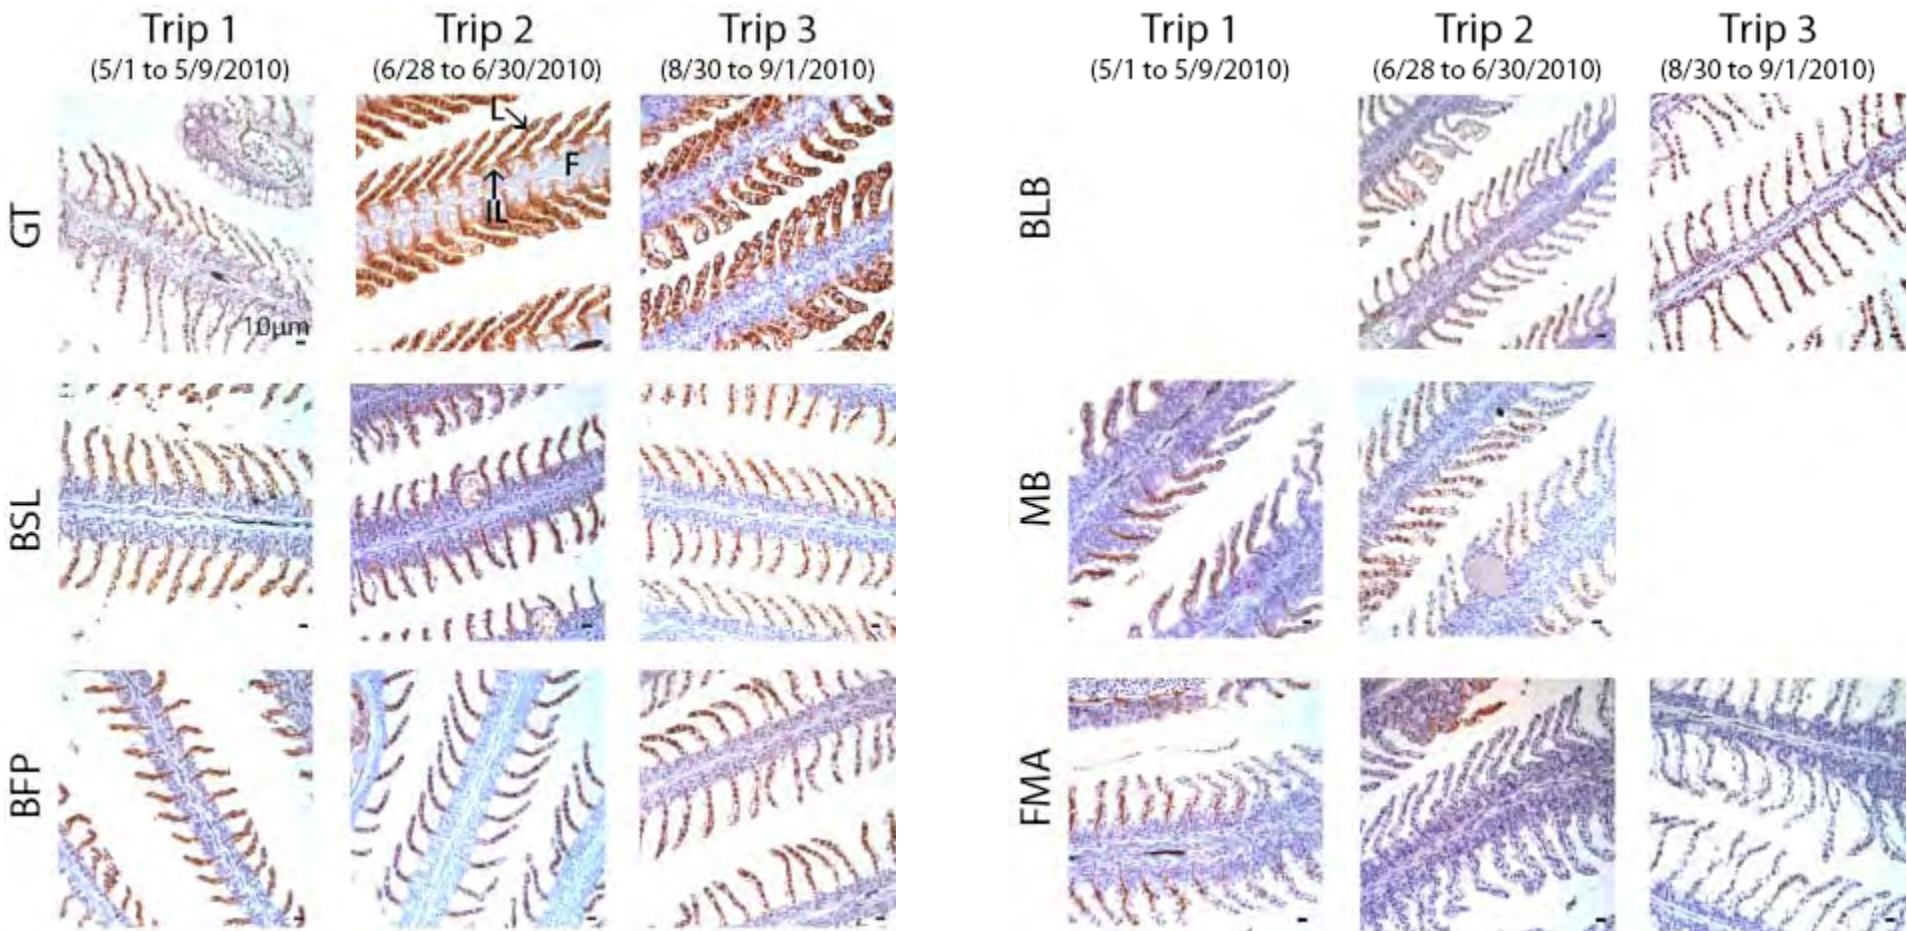 Trip 1 Trip 2 Trip 3
(5/1 to 5/9/2010) (6/28 to 6/30/2010) (8/30 to 9/1/2010)
GT
L
F
IL
10µm
BSL
BFP
Trip 1 Trip 2 Trip 3
(5/1 to 5/9/2010) (6/28 to 6/30/2010) (8/30 to 9/1/2010)
BLB
MB
FMA